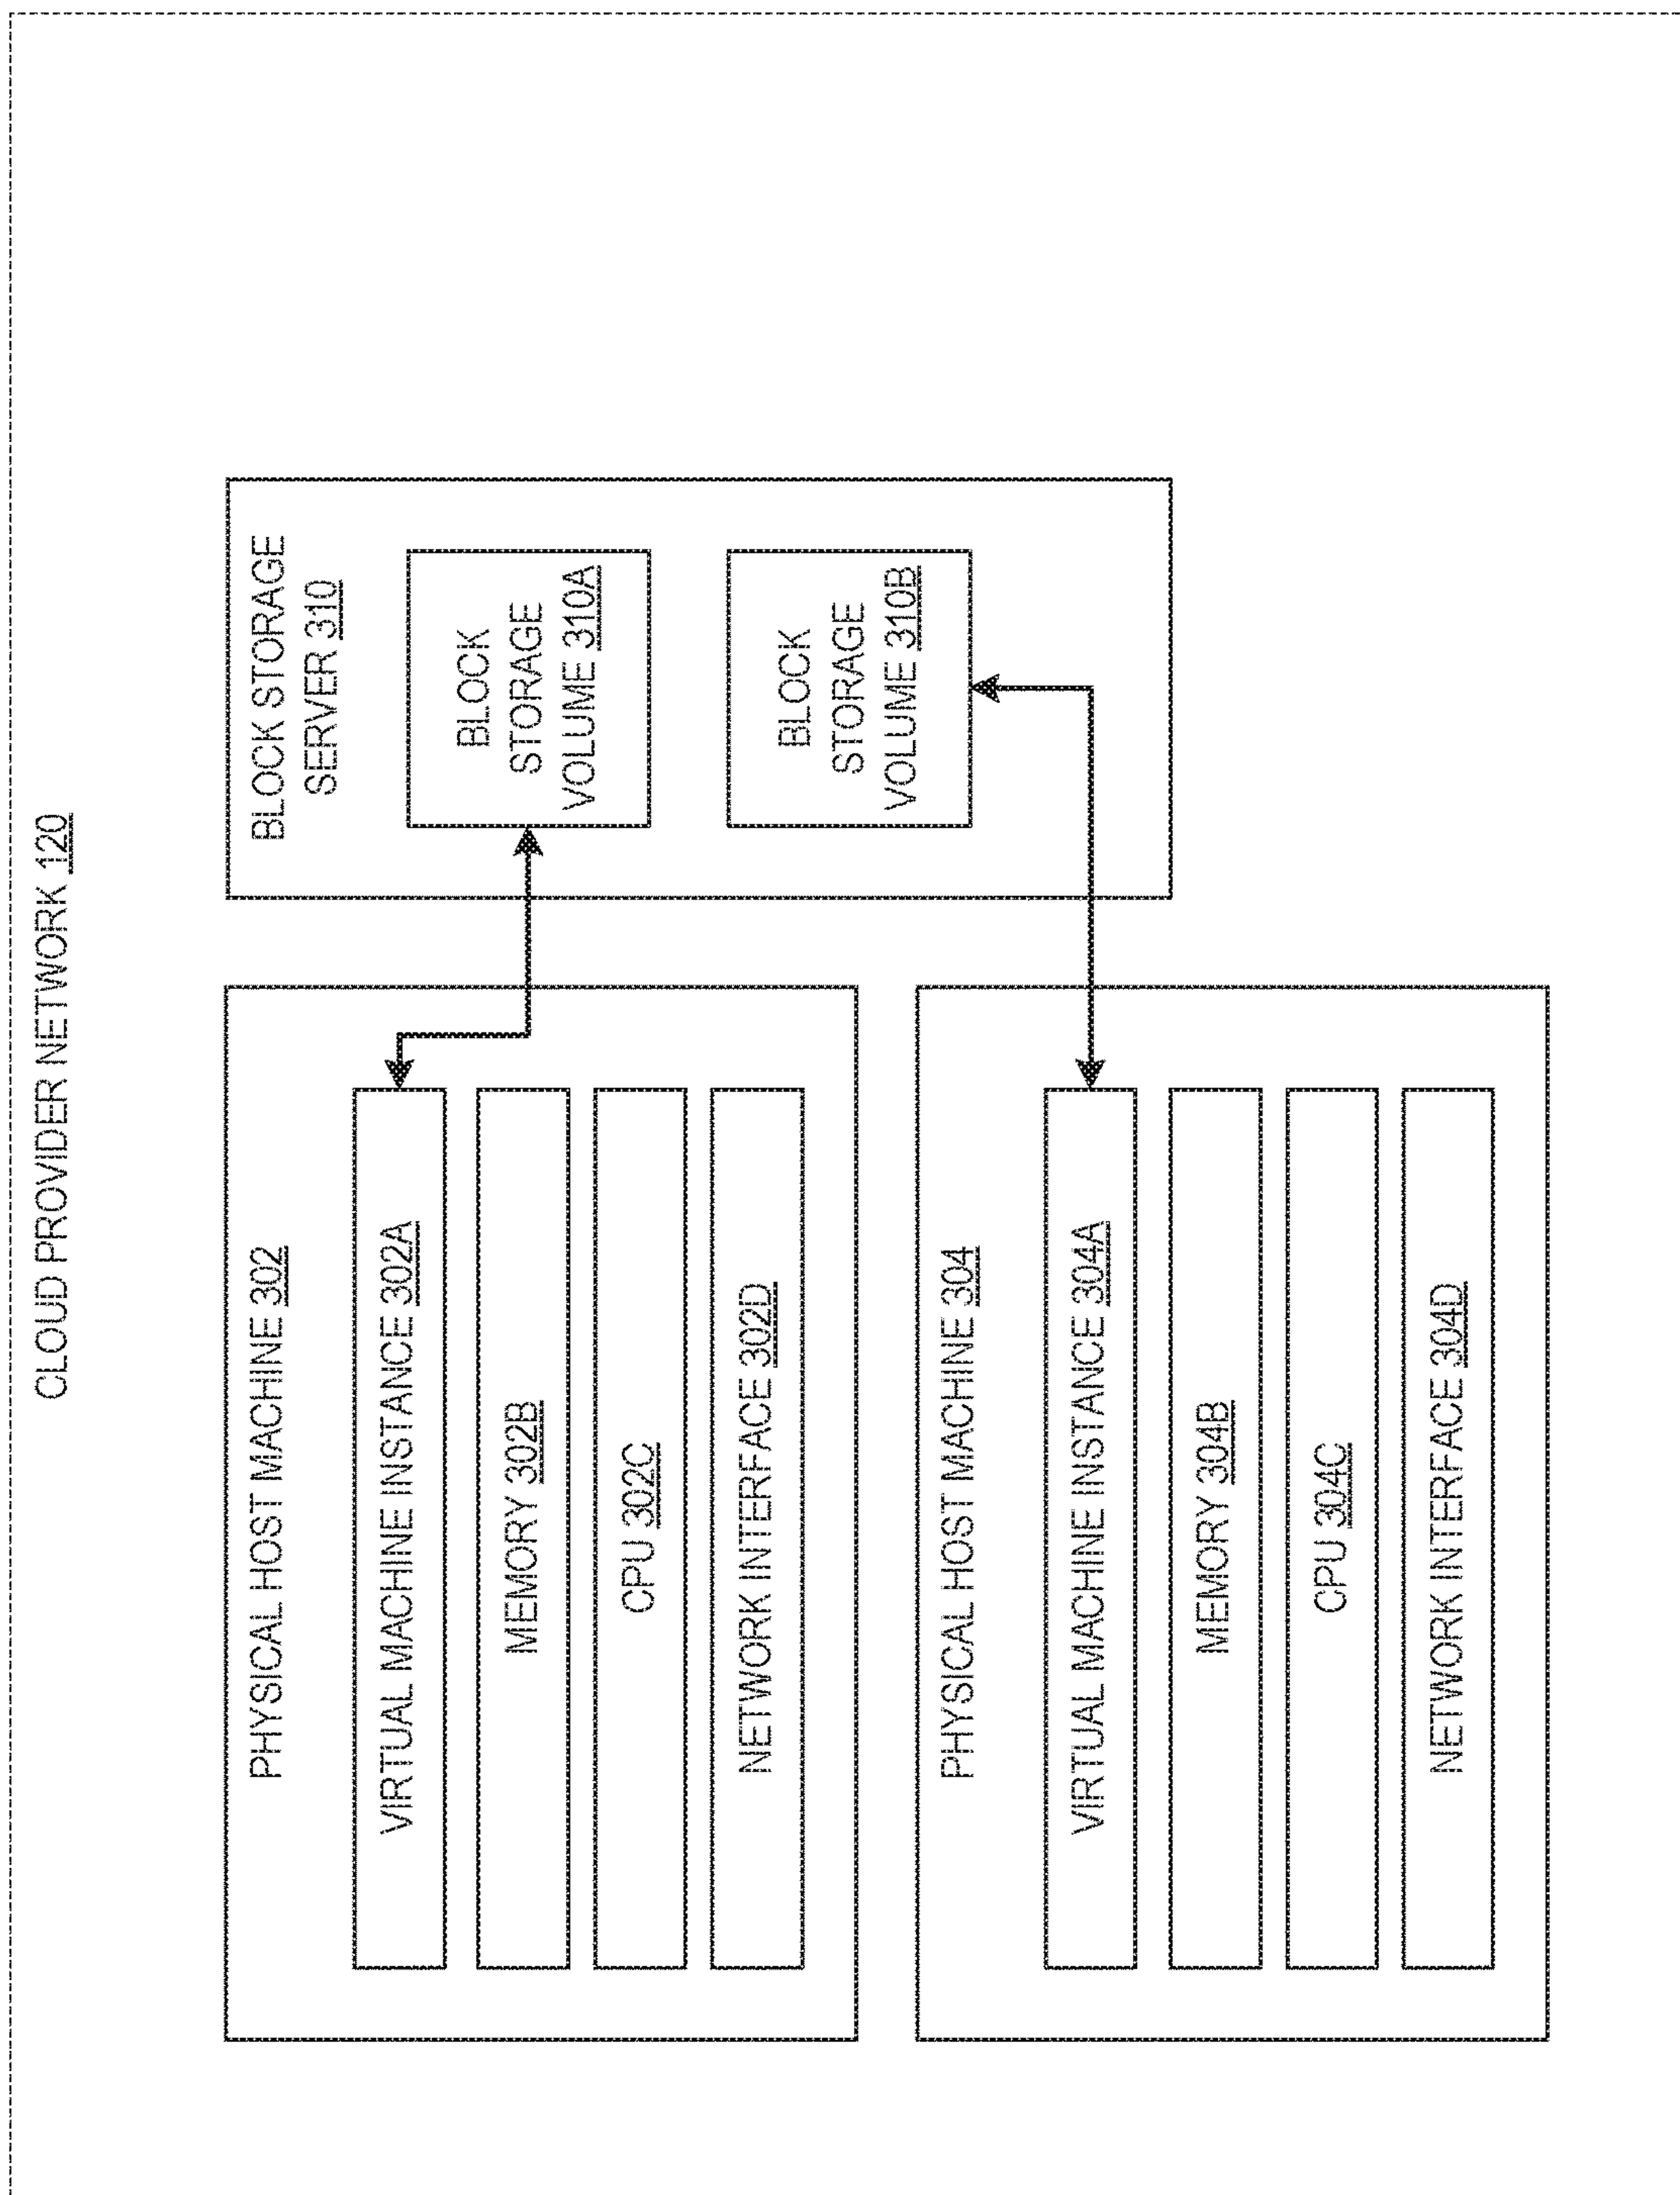 CLOUD PROVIDER NETWORK 120
PHYSICAL HOST MACHINE 302
VIRTUAL MACHINE INSTANCE 302A
MEMORY 302B
CPU 302C
NETWORK INTERFACE 302D
BLOCK STORAGE
SERVER 310
BLOCK
STORAGE
VOLUME 310A
BLOCK
STORAGE
VOLUME 310B
PHYSICAL HOST MACHINE 304
VIRTUAL MACHINE INSTANCE 304A
MEMORY 304B
CPU 304C
NETWORK INTERFACE 304D